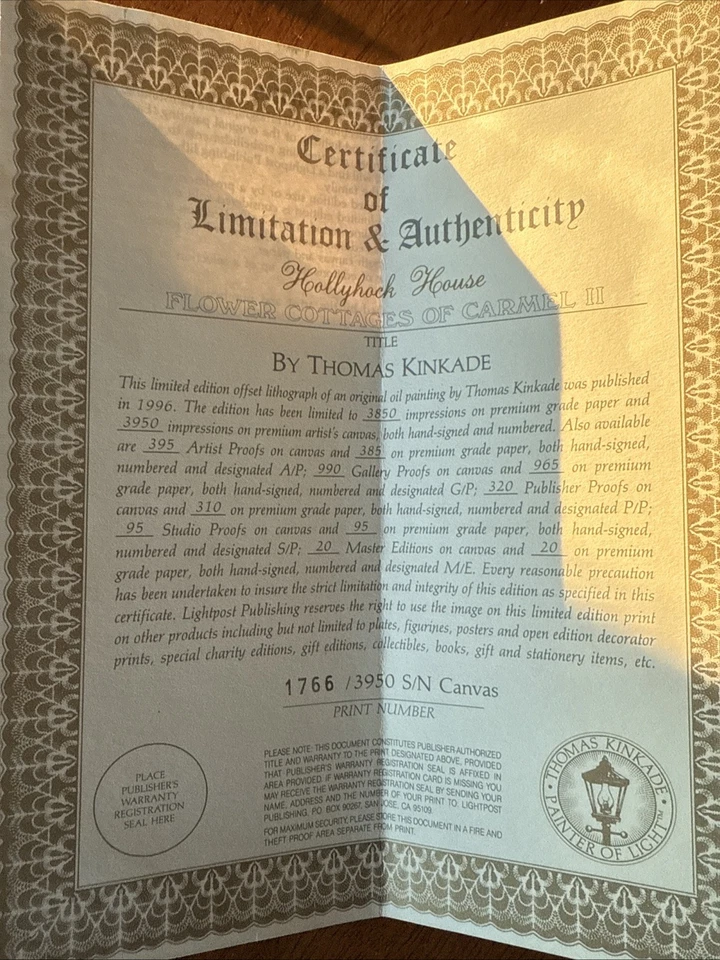 Certificate
of
Limitation & Authenticity
Hollyhock House
FLOWER COTTAGES OF CARMEL II
TITLE
BY THOMAS KINKADE
This limited edition offset lithograph of an original oil painting by Thomas Kinkade was published
in 1996. The edition has been limited to 3850 impressions on premium grade paper and
3950 impressions on premium artist's canvas, both hand-signed and numbered. Also available
are 395 Artist Proofs on canvas and 385 on premium grade paper, both hand-signed,
numbered and designated A/P; 990 Gallery Proofs on canvas and 965 on premium
grade paper, both hand-signed, numbered and designated G/P; 320 Publisher Proofs on
canvas and 310 on premium grade paper, both hand-signed, numbered and designated P/P;
95 Studio Proofs on canvas and 95 on premium grade paper, both hand-signed,
numbered and designated S/P; 20 Master Editions on canvas and 20 on premium
grade paper, both hand-signed, numbered and designated M/E. Every reasonable precaution
has been undertaken to insure the strict limitation and integrity of this edition as specified in this
certificate. Lightpost Publishing reserves the right to use the image on this limited edition print
on other products including but not limited to plates, figurines, posters and open edition decorator
prints, special charity editions, gift editions, collectibles, books, gift and stationery items, etc.
1766 /3950 S/N Canvas
PRINT NUMBER
PLACE
PUBLISHER'S
WARRANTY
REGISTRATION
SEAL HERE
PLEASE NOTE: THIS DOCUMENT CONSTITUTES PUBLISHER-AUTHORIZED
TITLE AND WARRANTY TO THE PRINT DESIGNATED ABOVE, PROVIDED
THAT PUBLISHER'S WARRANTY REGISTRATION SEAL IS AFFIXED IN
AREA PROVIDED. IF WARRANTY REGISTRATION CARD IS MISSING YOU
MAY RECEIVE THE WARRANTY REGISTRATION SEAL BY SENDING YOUR
NAME, ADDRESS AND THE NUMBER OF YOUR PRINT TO: LIGHTPOST
PUBLISHING, PO BOX 90267, SAN JOSE, CA 95109.
FOR MAXIMUM SECURITY, PLEASE STORE THIS DOCUMENT IN A FIRE AND
THEFT-PROOF AREA SEPARATE FROM PRINT.
THOMAS KINKADE
PAINTER OF LIGHT™